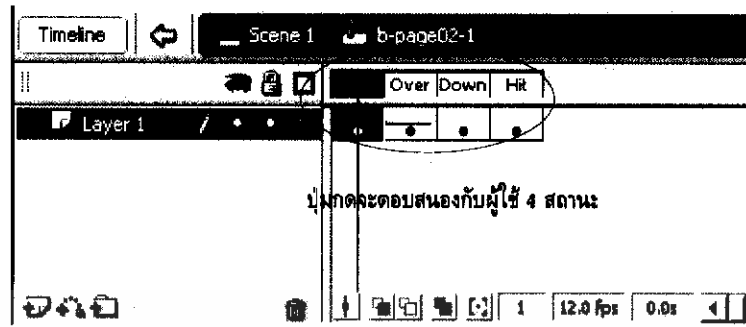 Timeline Scene 1 b-page02-1
Over Down Hit
Layer 1
ปุ่มกดจะตอบสนองกับผู้ใช้ 4 สถานะ
1 12.0 fps 0.0s